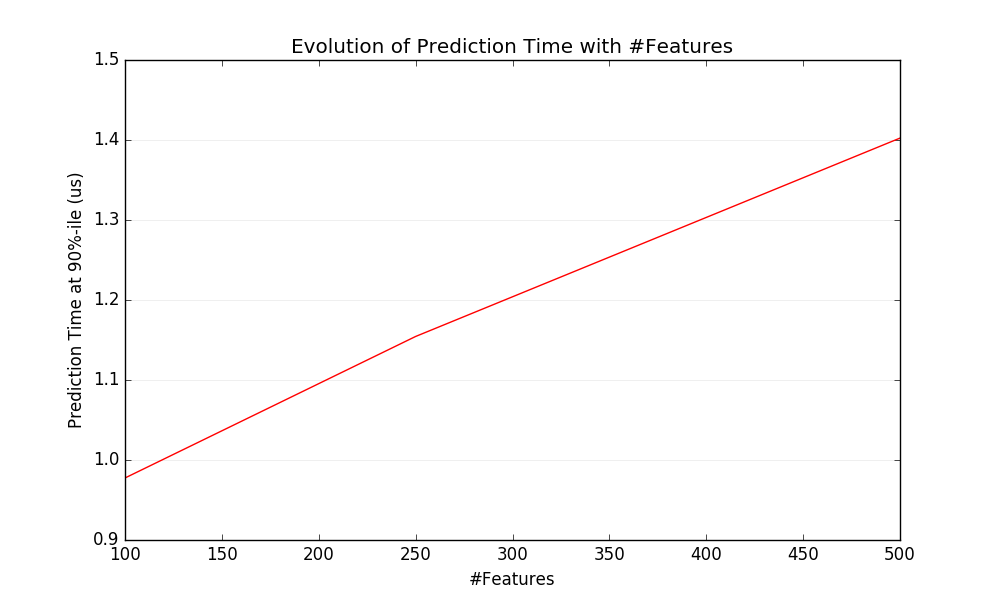 Evolution of Prediction Time with #Features
1.5
1.4
1.3
1.2
1.1
1.0
0.9
Prediction Time at 90%-ile (us)
100 150 200 250 300 350 400 450 500
#Features